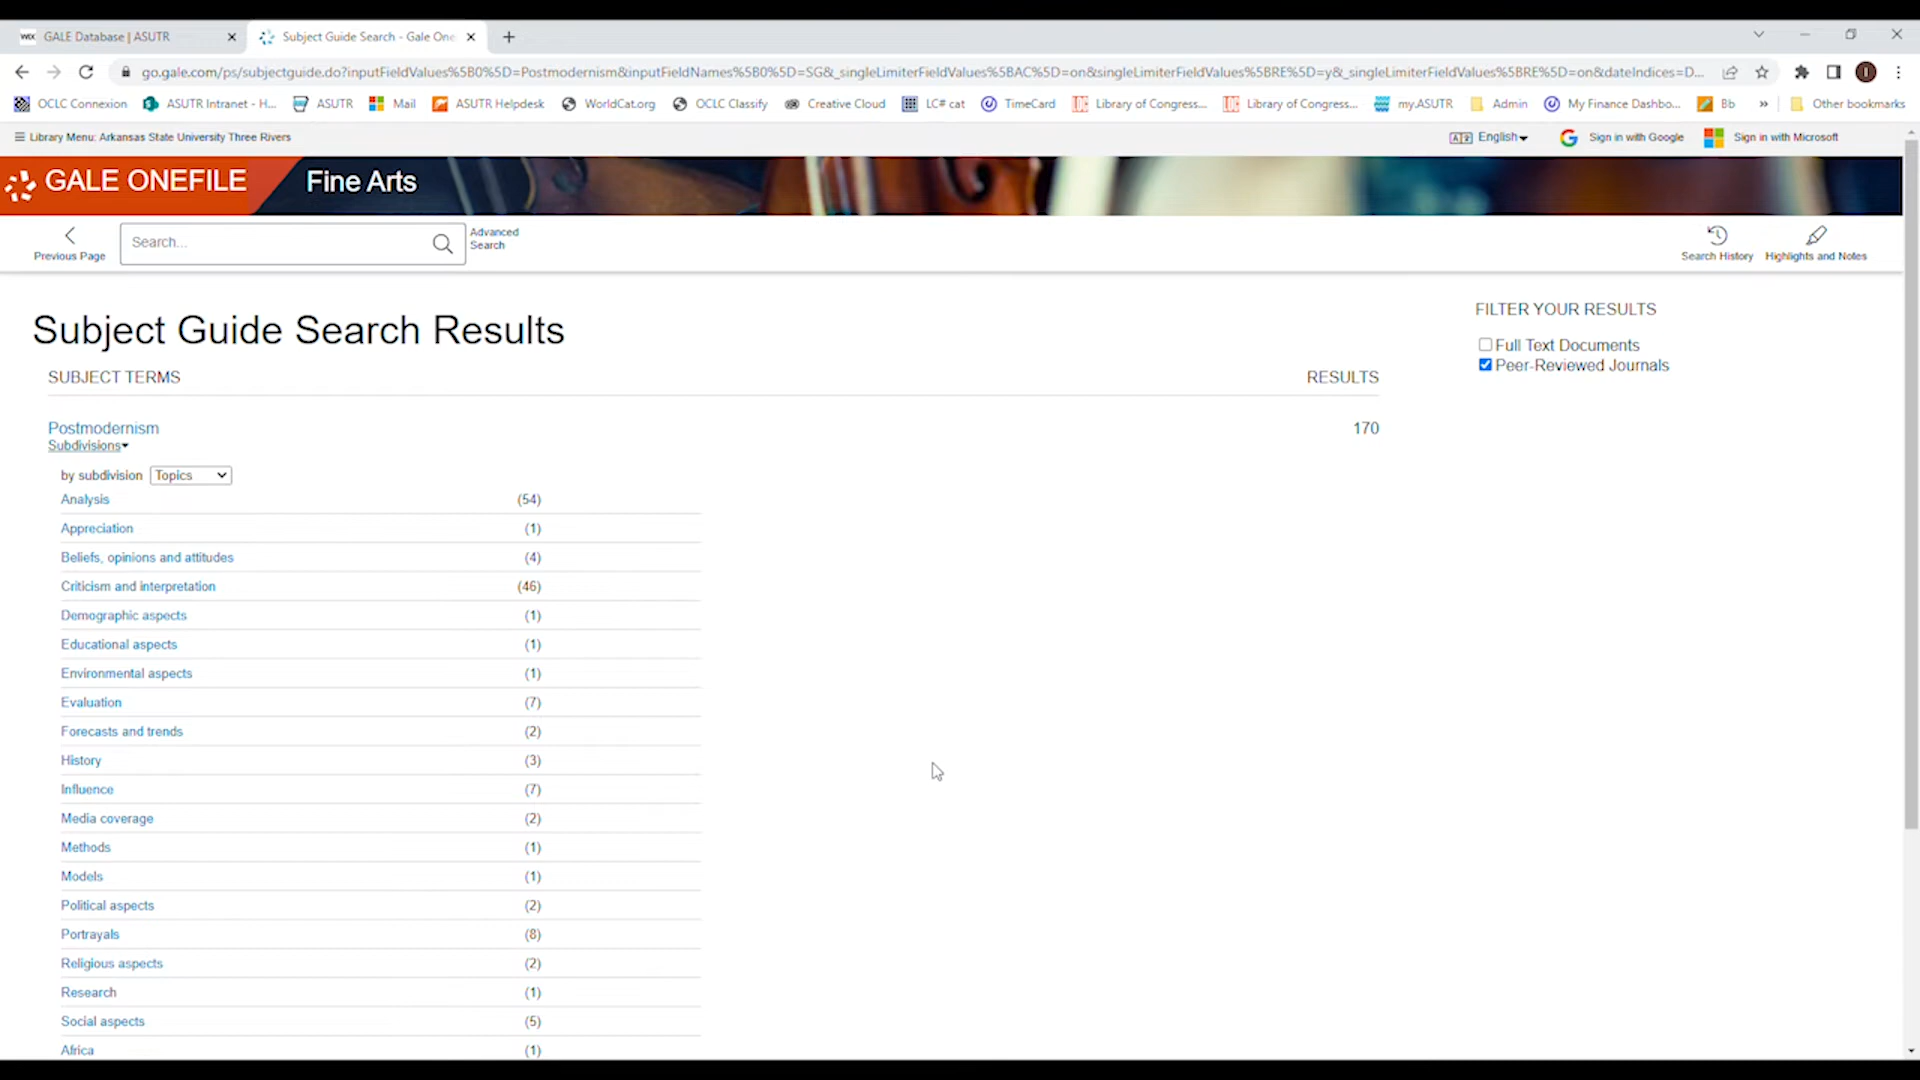 WIX GALE Database | ASUTR
Subject Guide Search - Gale One
go.gale.com/ps/subjectguide.do?inputFieldValues%5B0%5D=Postmodernism&inputFieldNames%5B0%5D=SG&_singleLimiterFieldValues%5BAC%5D=on&singleLimiterFieldValues%5BRE%5D=y&_singleLimiterFieldValues%5BRE%5D=on&dateIndices=D...
OCLC Connexion ASUTR Intranet - H... ASUTR Mail ASUTR Helpdesk WorldCat.org OCLC Classify Creative Cloud LC# cat TimeCard Library of Congress... Library of Congress... my.ASUTR Admin My Finance Dashbo... Bb » Other bookmarks
Library Menu: Arkansas State University Three Rivers
English
Sign in with Google
Sign in with Microsoft
GALE ONEFILE Fine Arts
Previous Page
Search...
Advanced
Search
Search History
Highlights and Notes
Subject Guide Search Results
SUBJECT TERMS RESULTS
Postmodernism 170
Subdivisions
by subdivision Topics
Analysis (54)
Appreciation (1)
Beliefs, opinions and attitudes (4)
Criticism and interpretation (46)
Demographic aspects (1)
Educational aspects (1)
Environmental aspects (1)
Evaluation (7)
Forecasts and trends (2)
History (3)
Influence (7)
Media coverage (2)
Methods (1)
Models (1)
Political aspects (2)
Portrayals (8)
Religious aspects (2)
Research (1)
Social aspects (5)
Africa (1)
FILTER YOUR RESULTS
Full Text Documents
Peer-Reviewed Journals